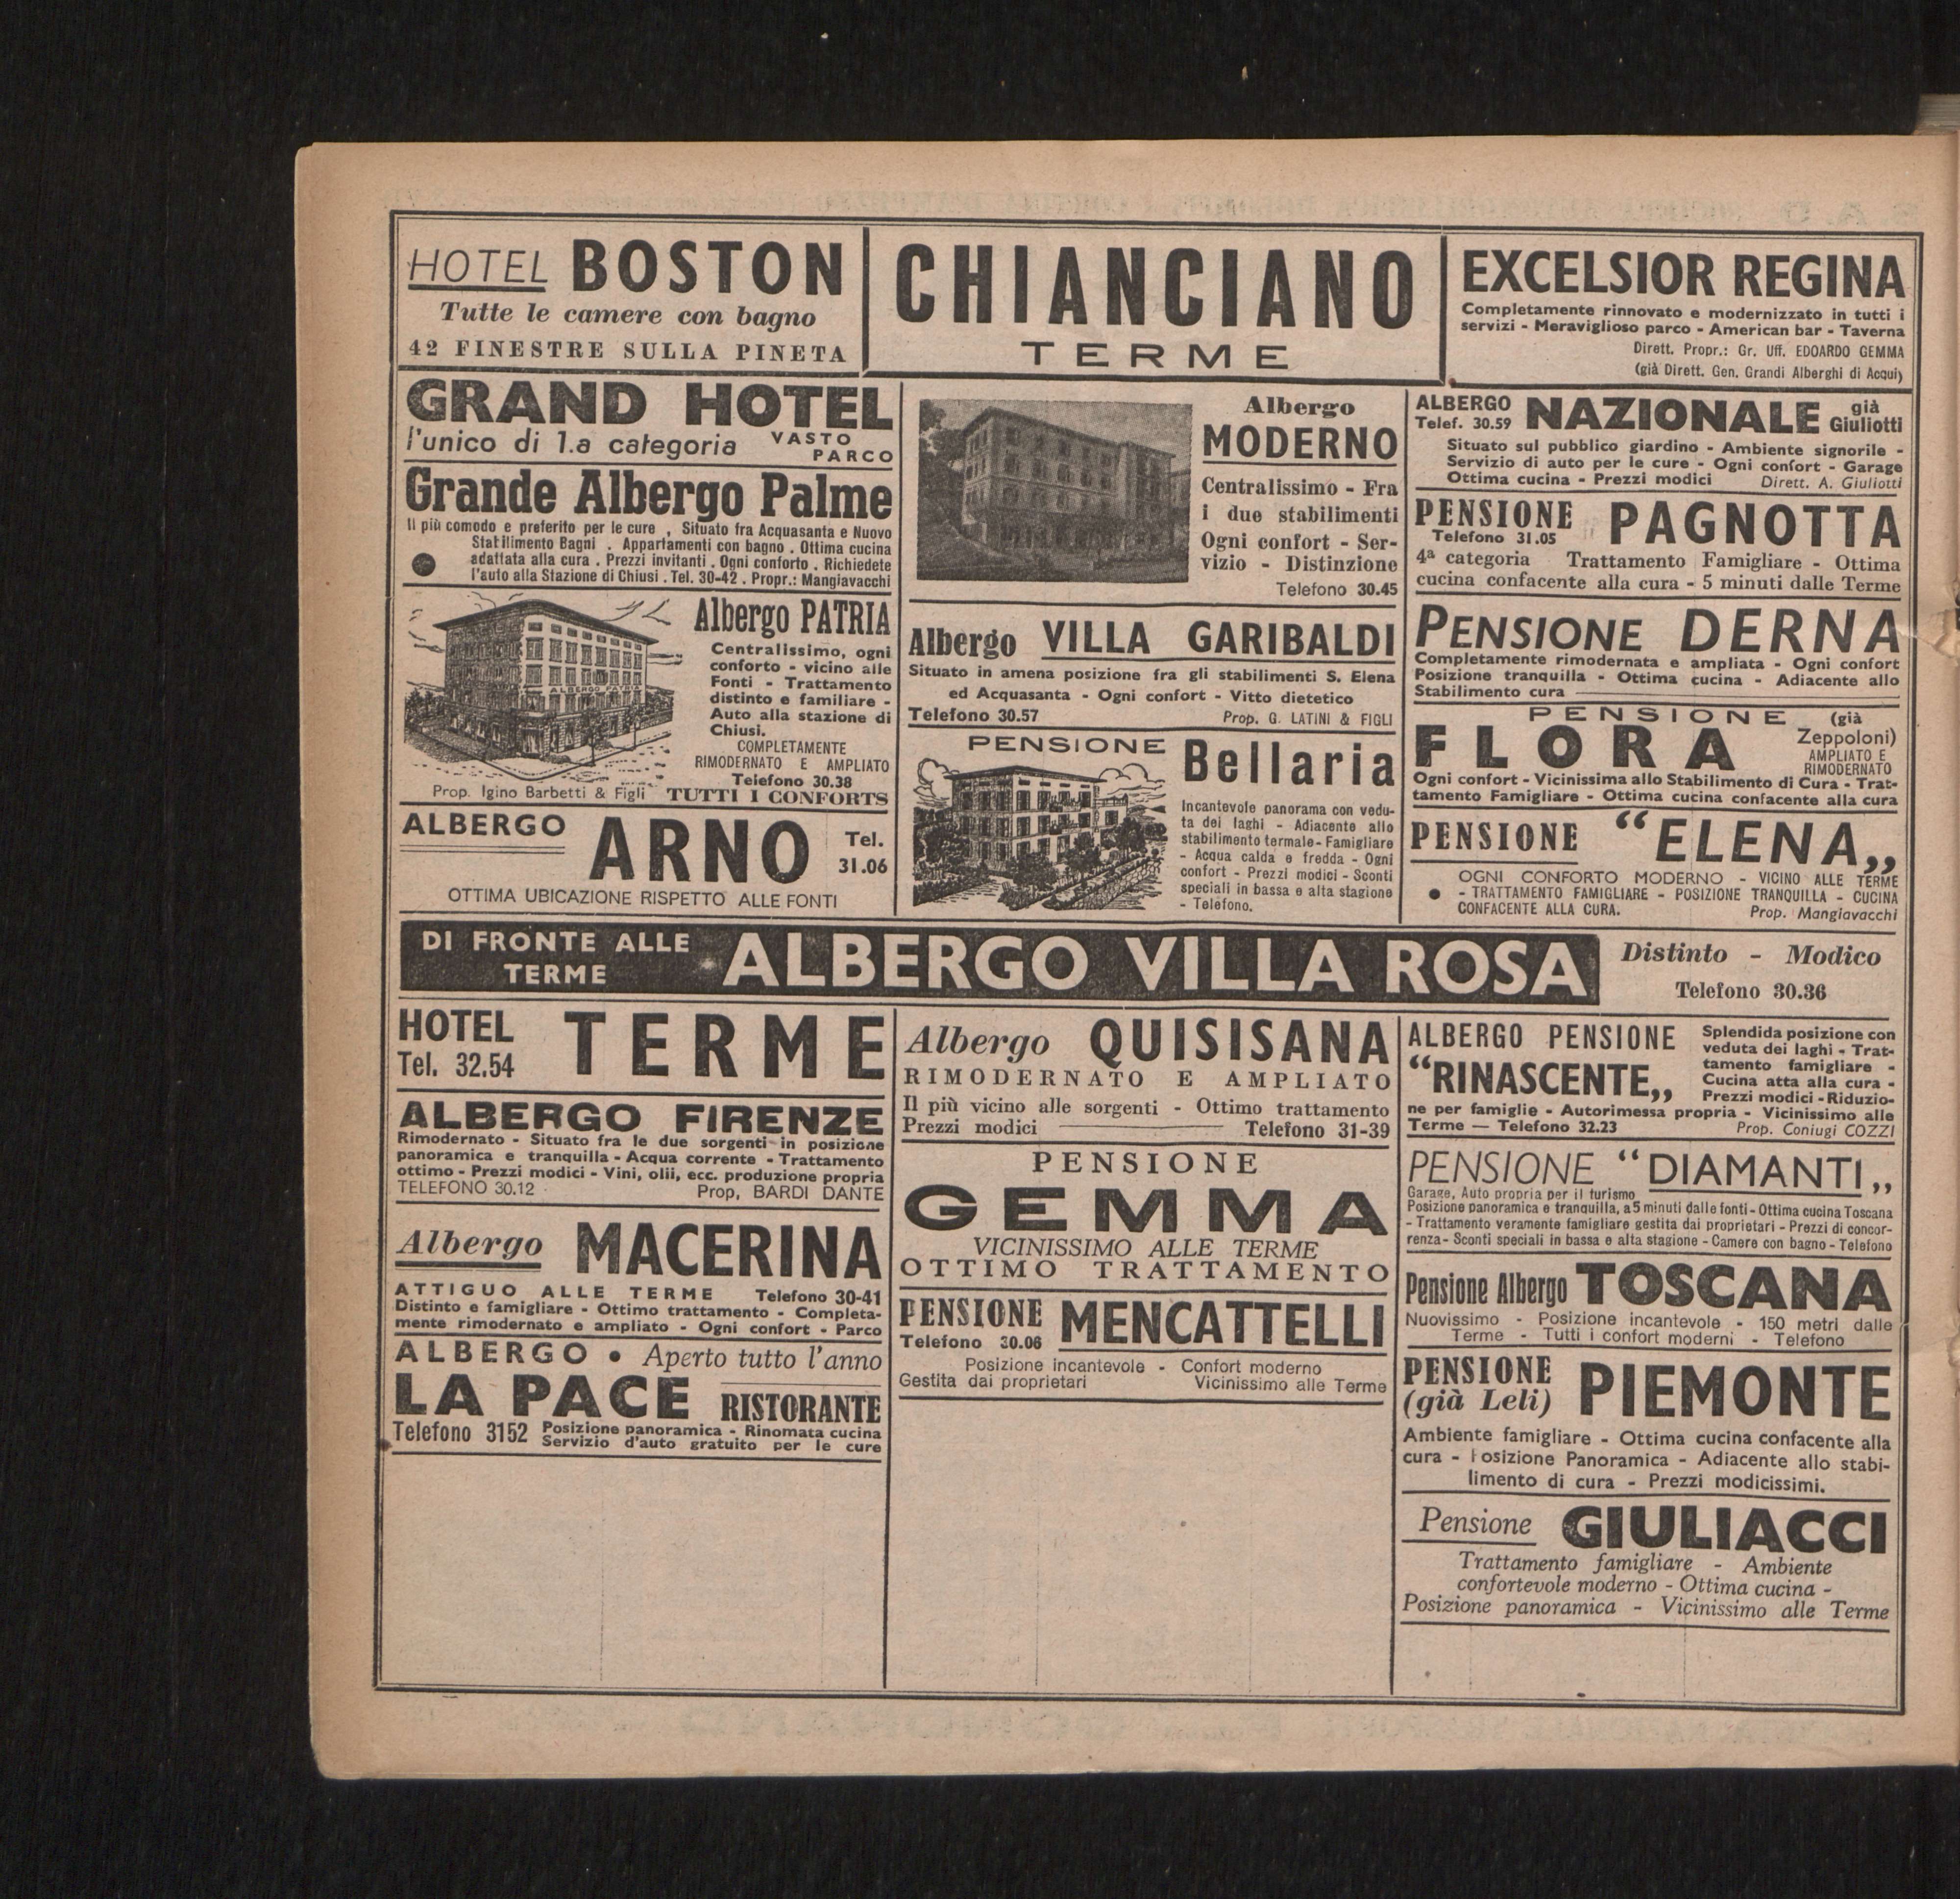 HOTEL BOSTON
Tutte le camere con bagno
42 FINESTRE SULLA PINETA
CHIANCIANO
TERME
EXCELSIOR REGINA
Completamente rinnovato e modernizzato in tutti i
servizi - Meraviglioso parco - American bar - Taverna
Dirett. Propr.: Gr. Uff. EDOARDO GEMMA
(già Dirett. Gen. Grandi Alberghi di Acqui)
GRAND HOTEL
l'unico di 1.a categoria VASTO
PARCO
Grande Albergo Palme
Il più comodo e preferito per le cure , Situato fra Acquasanta e Nuovo
Stabilimento Bagni . Appartamenti con bagno . Ottima cucina
adattata alla cura . Prezzi invitanti . Ogni conforto . Richiedete
l'auto alla Stazione di Chiusi . Tel. 30-42 . Propr.: Mangiavacchi
Albergo PATRIA
Centralissimo, ogni
conforto - vicino alle
Fonti - Trattamento
distinto e familiare -
Auto alla stazione di
Chiusi.
COMPLETAMENTE
RIMODERNATO E AMPLIATO
Telefono 30.38
ALBERGO PATRIA
Prop. Igino Barbetti & Figli TUTTI I CONFORTS
ALBERGO ARNO Tel.
31.06
OTTIMA UBICAZIONE RISPETTO ALLE FONTI
Albergo
MODERNO
Centralissimo - Fra
i due stabilimenti
Ogni confort - Ser-
vizio - Distinzione
Telefono 30.45
Albergo VILLA GARIBALDI
Situato in amena posizione fra gli stabilimenti S. Elena
ed Acquasanta - Ogni confort - Vitto dietetico
Telefono 30.57 Prop. G. LATINI & FIGLI
PENSIONE Bellaria
Incantevole panorama con vedu-
ta dei laghi - Adiacente allo
stabilimento termale - Famigliare
- Acqua calda e fredda - Ogni
confort - Prezzi modici - Sconti
speciali in bassa e alta stagione
- Telefono.
ALBERGO NAZIONALE già
Telef. 30.59 Giuliotti
Situato sul pubblico giardino - Ambiente signorile -
Servizio di auto per le cure - Ogni confort - Garage
Ottima cucina - Prezzi modici Dirett. A. Giuliotti
PENSIONE PAGNOTTA
Telefono 31.05
4ª categoria Trattamento Famigliare - Ottima
cucina confacente alla cura - 5 minuti dalle Terme
PENSIONE DERNA
Completamente rimodernata e ampliata - Ogni confort
Posizione tranquilla - Ottima cucina - Adiacente allo
Stabilimento cura
PENSIONE (già
FLORA Zeppoloni)
AMPLIATO E
RIMODERNATO
Ogni confort - Vicinissima allo Stabilimento di Cura - Trat-
tamento Famigliare - Ottima cucina confacente alla cura
PENSIONE “ELENA„
OGNI CONFORTO MODERNO - VICINO ALLE TERME
- TRATTAMENTO FAMIGLIARE - POSIZIONE TRANQUILLA - CUCINA
CONFACENTE ALLA CURA. Prop. Mangiavacchi
DI FRONTE ALLE
TERME
ALBERGO VILLA ROSA
Distinto - Modico
Telefono 30.36
HOTEL TERME
Tel. 32.54
ALBERGO FIRENZE
Rimodernato - Situato fra le due sorgenti in posizione
panoramica e tranquilla - Acqua corrente - Trattamento
ottimo - Prezzi modici - Vini, olii, ecc. produzione propria
TELEFONO 30.12 Prop, BARDI DANTE
Albergo MACERINA
ATTIGUO ALLE TERME Telefono 30-41
Distinto e famigliare - Ottimo trattamento - Completa-
mente rimodernato e ampliato - Ogni confort - Parco
ALBERGO • Aperto tutto l'anno
LA PACE RISTORANTE
Telefono 3152 Posizione panoramica - Rinomata cucina
Servizio d'auto gratuito per le cure
Albergo QUISISANA
RIMODERNATO E AMPLIATO
Il più vicino alle sorgenti - Ottimo trattamento
Prezzi modici Telefono 31-39
PENSIONE
GEMMA
VICINISSIMO ALLE TERME
OTTIMO TRATTAMENTO
PENSIONE MENCATTELLI
Telefono 30.06
Posizione incantevole - Confort moderno
Gestita dai proprietari Vicinissimo alle Terme
ALBERGO PENSIONE
“RINASCENTE„
Splendida posizione con
veduta dei laghi - Trat-
tamento famigliare -
Cucina atta alla cura -
Prezzi modici - Riduzio-
ne per famiglie - Autorimessa propria - Vicinissimo alle
Terme — Telefono 32.23 Prop. Coniugi COZZI
PENSIONE “DIAMANTI„
Garage, Auto propria per il turismo
Posizione panoramica e tranquilla, a 5 minuti dalle fonti - Ottima cucina Toscana
- Trattamento veramente famigliare gestita dai proprietari - Prezzi di concor-
renza - Sconti speciali in bassa e alta stagione - Camere con bagno - Telefono
Pensione Albergo TOSCANA
Nuovissimo - Posizione incantevole - 150 metri dalle
Terme - Tutti i confort moderni - Telefono
PENSIONE PIEMONTE
(già Leli)
Ambiente famigliare - Ottima cucina confacente alla
cura - Posizione Panoramica - Adiacente allo stabi-
limento di cura - Prezzi modicissimi.
Pensione GIULIACCI
Trattamento famigliare - Ambiente
confortevole moderno - Ottima cucina -
Posizione panoramica - Vicinissimo alle Terme